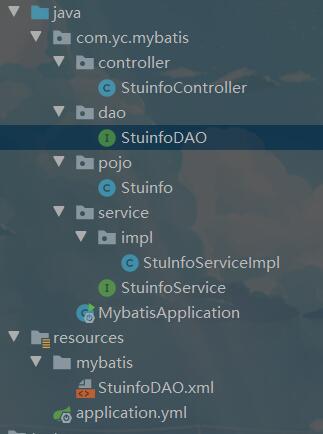 java
com.yc.mybatis
controller
StuinfoController
dao
StuinfoDAO
pojo
Stuinfo
service
impl
StuInfoServiceImpl
StuinfoService
MybatisApplication
resources
mybatis
StuinfoDAO.xml
application.yml